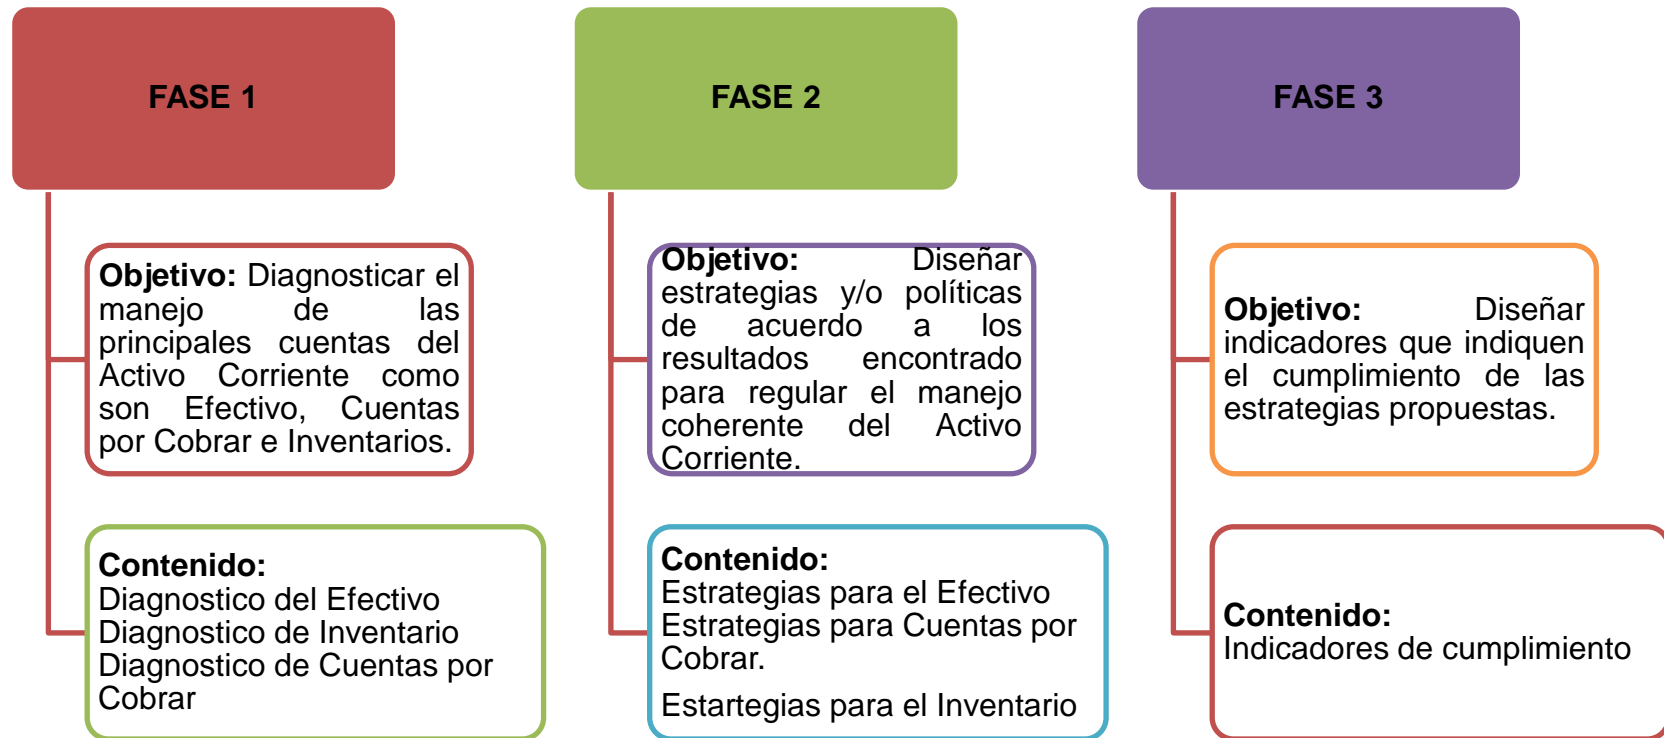 FASE 1
Objetivo: Diagnosticar el
manejo de las
principales cuentas del
Activo Corriente como
son Efectivo, Cuentas
por Cobrar e Inventarios.
Contenido:
Diagnostico del Efectivo
Diagnostico de Inventario
Diagnostico de Cuentas por
Cobrar
FASE 2
Objetivo: Diseñar
estrategias y/o políticas
de acuerdo a los
resultados encontrado
para regular el manejo
coherente del Activo
Corriente.
Contenido:
Estrategias para el Efectivo
Estrategias para Cuentas por
Cobrar.
Estartegias para el Inventario
FASE 3
Objetivo: Diseñar
indicadores que indiquen
el cumplimiento de las
estrategias propuestas.
Contenido:
Indicadores de cumplimiento